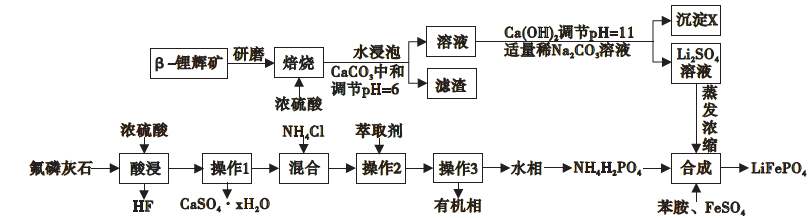 β-锂辉矿
研磨
焙烧
浓硫酸
水浸泡
CaCO₃中和
调节pH=6
溶液
滤渣
Ca(OH)₂调节pH=11
适量稀Na₂CO₃溶液
沉淀X
Li₂SO₄
溶液
蒸发浓缩
浓硫酸
NH₄Cl
萃取剂
氟磷灰石
酸浸
操作1
混合
操作2
操作3
水相
NH₄H₂PO₄
合成
LiFePO₄
HF
CaSO₄·xH₂O
有机相
苯胺、FeSO₄